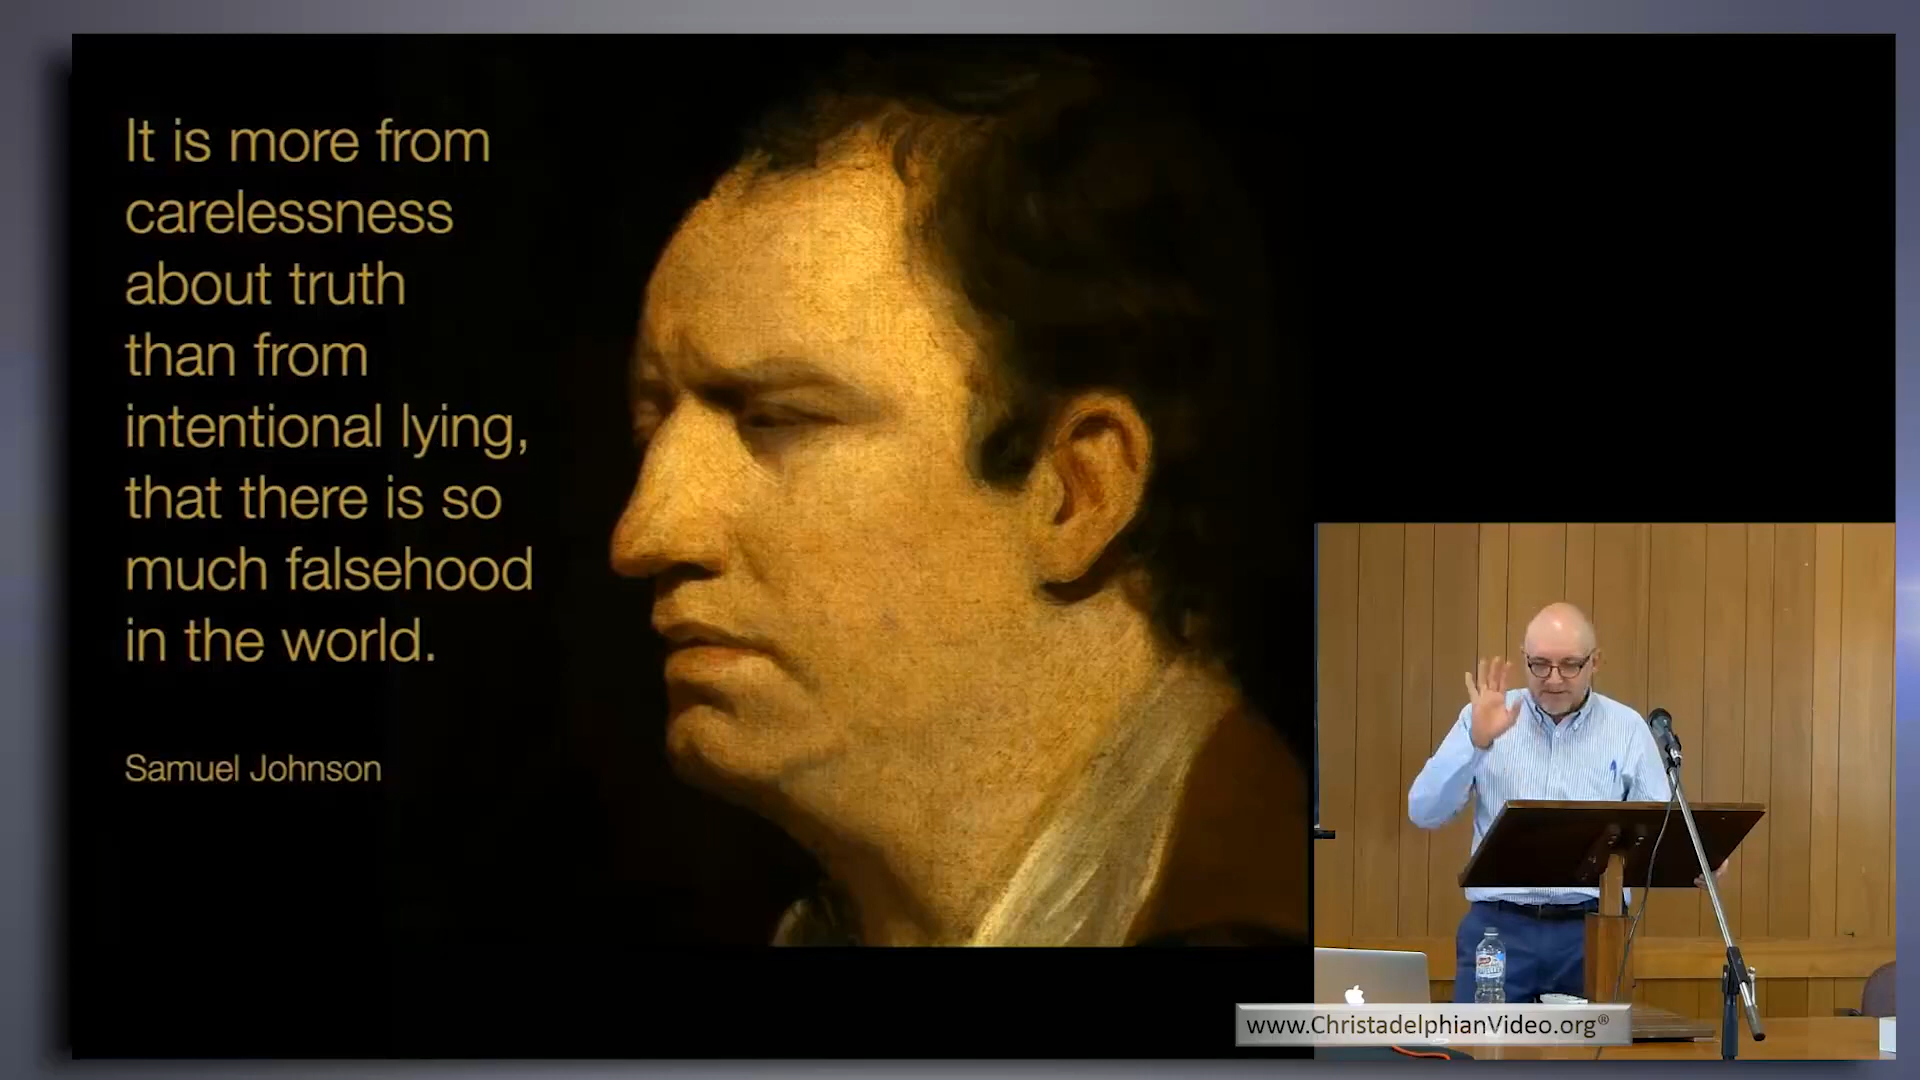 It is more from
carelessness
about truth
than from
intentional lying,
that there is so
much falsehood
in the world.
Samuel Johnson
www.ChristadelphianVideo.org®